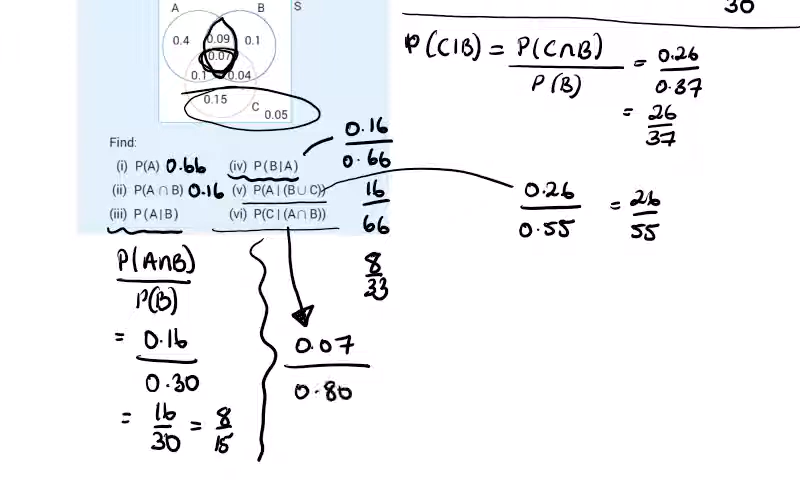 A B S
0.4 0.09 0.1
0.07
0.1 0.04
0.15 C 0.05
Find:
(i) P(A) 0.66 (iv) P(B|A)
(ii) P(A ∩ B) 0.16 (v) P(A|(B∪C))
(iii) P(A|B) (vi) P(C|(A∩B))
0.16
0.66
16
66
8
33
P(A∩B)
P(B)
= 0.16
0.30
= 16/30 = 8/15
0.07
0.80
30
P(C|B) = P(C∩B)/P(B) = 0.26/0.87
= 26/37
0.26/0.55 = 26/55